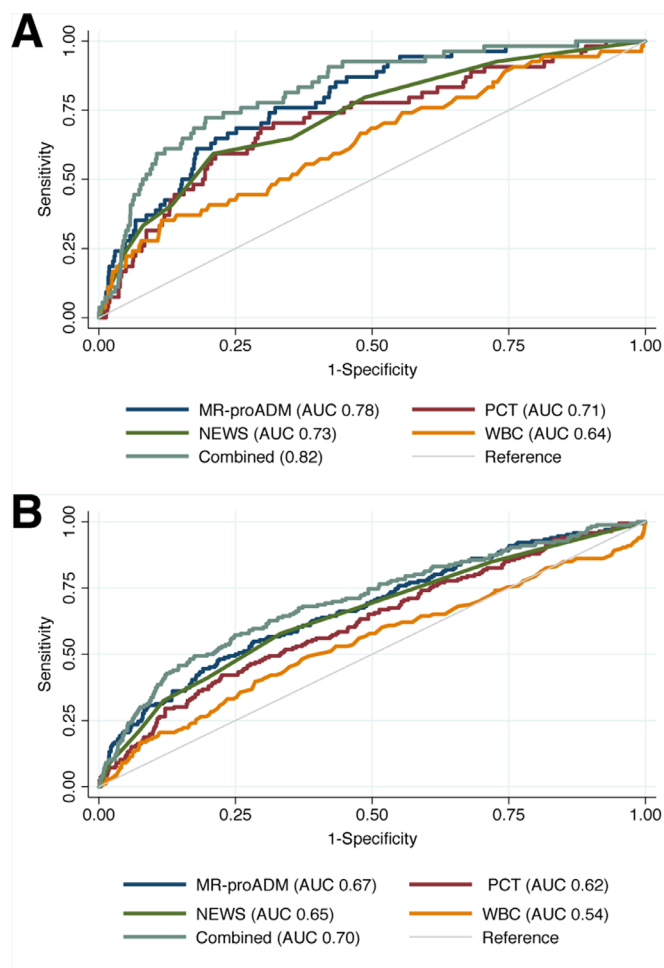 A
1.00
0.75
0.50
0.25
0.00
Sensitivity
0.00 0.25 0.50 0.75 1.00
1-Specificity
MR-proADM (AUC 0.78) PCT (AUC 0.71)
NEWS (AUC 0.73) WBC (AUC 0.64)
Combined (0.82) Reference
B
1.00
0.75
0.50
0.25
0.00
Sensitivity
0.00 0.25 0.50 0.75 1.00
1-Specificity
MR-proADM (AUC 0.67) PCT (AUC 0.62)
NEWS (AUC 0.65) WBC (AUC 0.54)
Combined (AUC 0.70) Reference